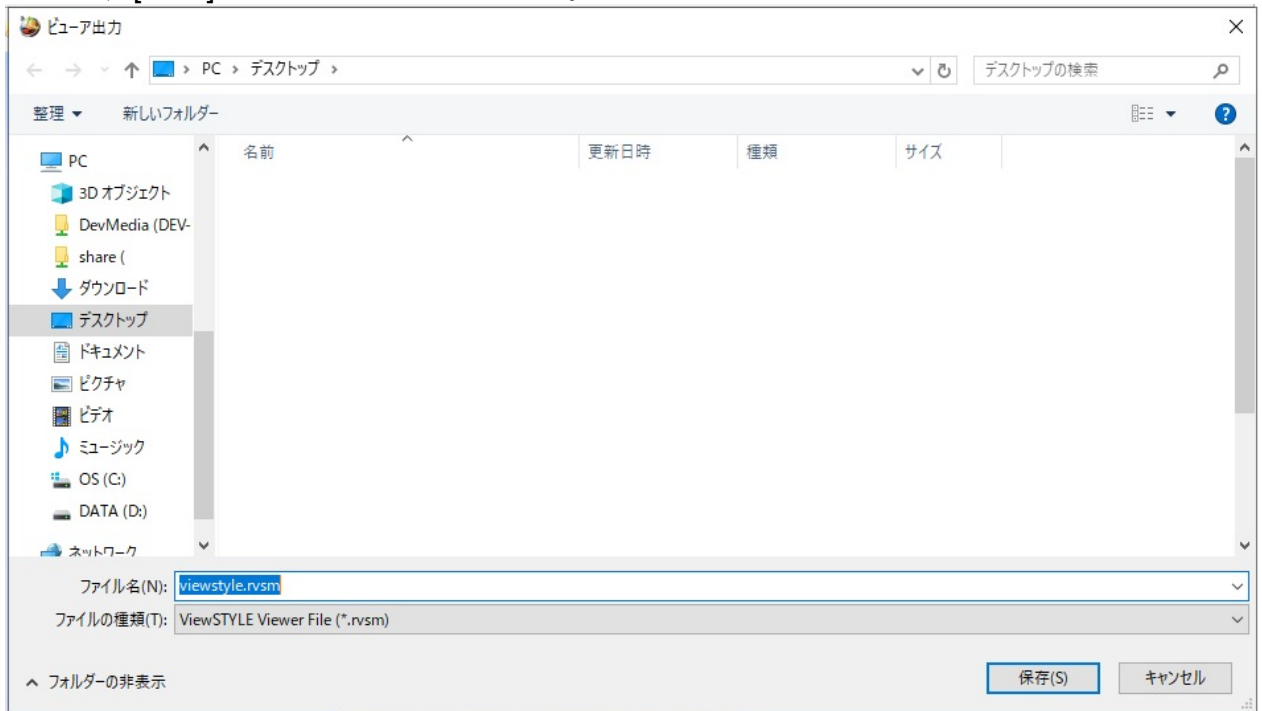 ビューア出力
PC › デスクトップ ›
デスクトップの検索
整理
新しいフォルダー
名前
更新日時
種類
サイズ
PC
3D オブジェクト
DevMedia (DEV-
share (
ダウンロード
デスクトップ
ドキュメント
ピクチャ
ビデオ
ミュージック
OS (C:)
DATA (D:)
ネットワーク
ファイル名(N): viewstyle.rvsm
ファイルの種類(T): ViewSTYLE Viewer File (*.rvsm)
フォルダーの非表示
保存(S)
キャンセル